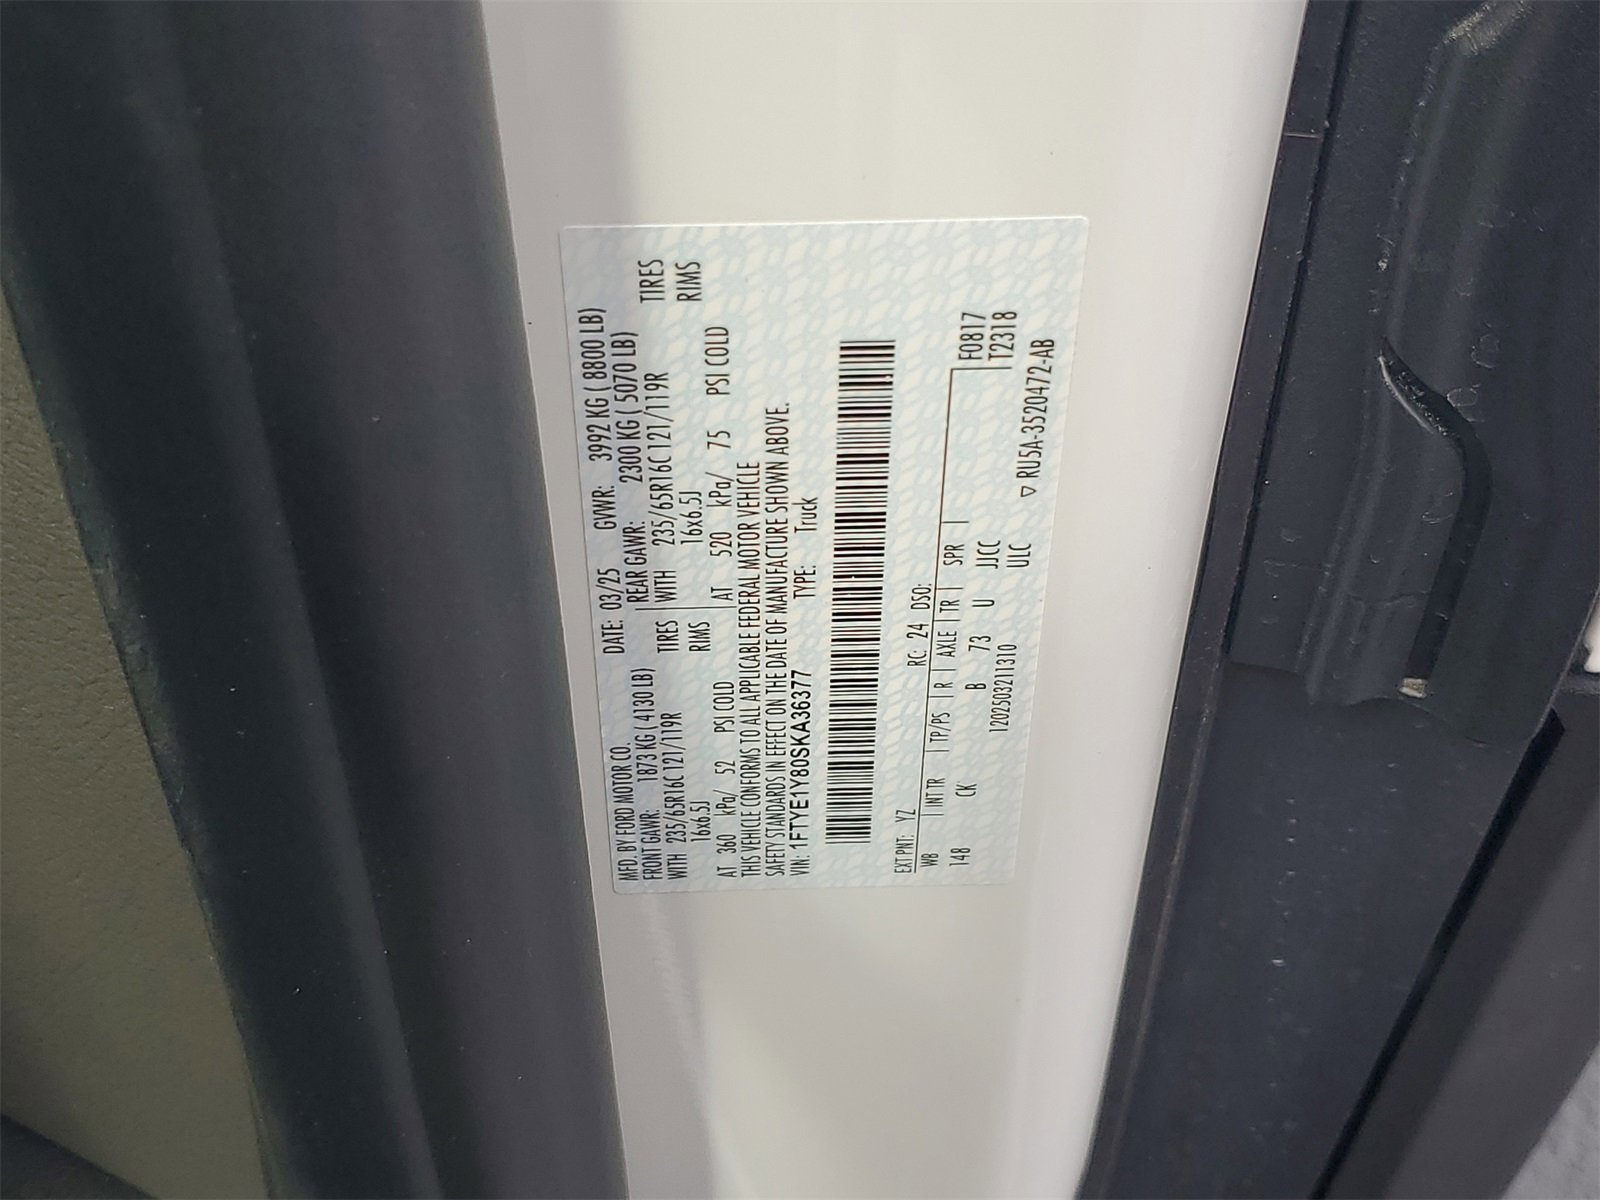 MFD. BY FORD MOTOR CO. DATE: 03/25 GVWR: 3992 KG ( 8800 LB)
FRONT GAWR: 1873 KG ( 4130 LB) REAR GAWR: 2300 KG ( 5070 LB)
WITH 235/65R16C 121/119R TIRES WITH 235/65R16C 121/119R TIRES
16x6.5J RIMS 16x6.5J RIMS
AT 360 kPa/ 52 PSI COLD AT 520 kPa/ 75 PSI COLD
THIS VEHICLE CONFORMS TO ALL APPLICABLE FEDERAL MOTOR VEHICLE
SAFETY STANDARDS IN EFFECT ON THE DATE OF MANUFACTURE SHOWN ABOVE.
VIN: 1FTYE1Y80SKA36377 TYPE: Truck
EXT PNT: YZ RC: 24 DSO:
WB INT TR TP/PS R AXLE TR SPR F0817
148 CK B 73 U JCC T2318
120250321131​0 ULC ▽ RU5A-3520472-AB